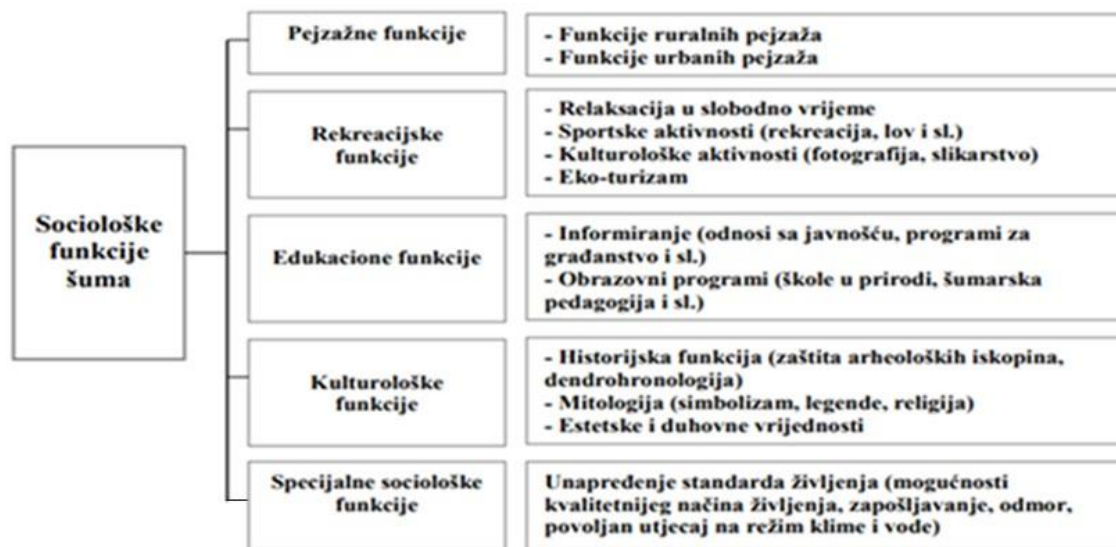 Sociološke
funkcije
šuma
Pejzažne funkcije
- Funkcije ruralnih pejzaža
- Funkcije urbanih pejzaža
Rekreacijske
funkcije
- Relaksacija u slobodno vrijeme
- Sportske aktivnosti (rekreacija, lov i sl.)
- Kulturološke aktivnosti (fotografija, slikarstvo)
- Eko-turizam
Edukacione funkcije
- Informiranje (odnosi sa javnošću, programi za
građanstvo i sl.)
- Obrazovni programi (škole u prirodi, šumarska
pedagogija i sl.)
Kulturološke
funkcije
- Historijska funkcija (zaštita arheoloških iskopina,
dendrohronologija)
- Mitologija (simbolizam, legende, religija)
- Estetske i duhovne vrijednosti
Specijalne sociološke
funkcije
Unapređenje standarda življenja (mogućnosti
kvalitetnijeg načina življenja, zapošljavanje, odmor,
povoljan utjecaj na režim klime i vode)